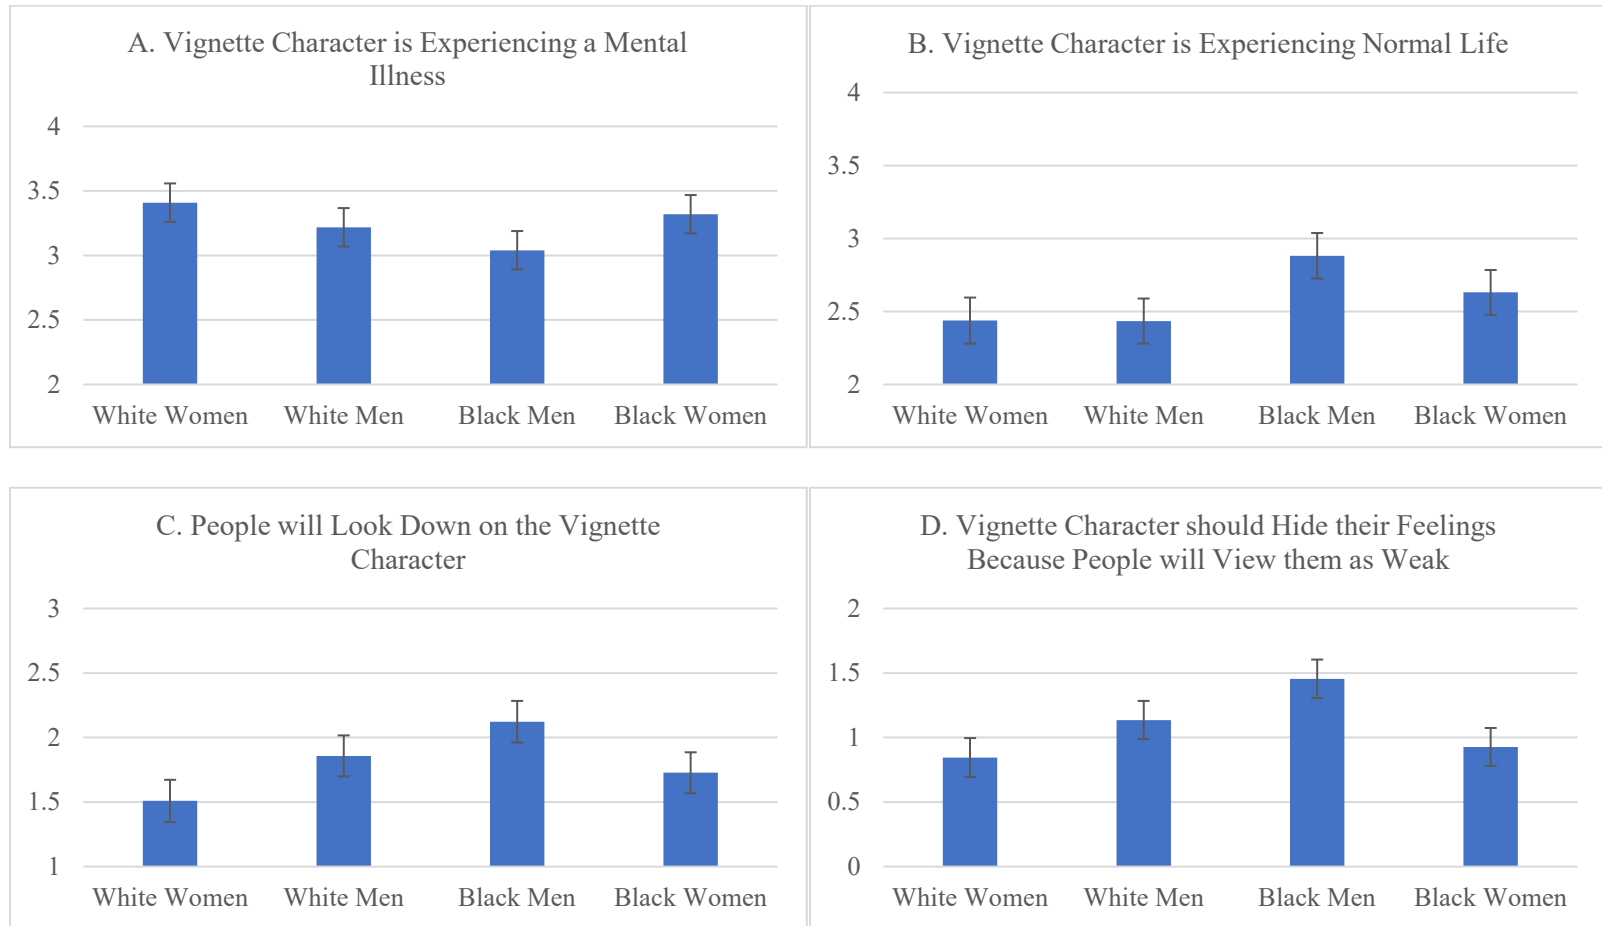 A. Vignette Character is Experiencing a Mental
Illness
4
3.5
3
2.5
2
White Women White Men Black Men Black Women
B. Vignette Character is Experiencing Normal Life
4
3.5
3
2.5
2
White Women White Men Black Men Black Women
C. People will Look Down on the Vignette
Character
3
2.5
2
1.5
1
White Women White Men Black Men Black Women
D. Vignette Character should Hide their Feelings
Because People will View them as Weak
2
1.5
1
0.5
0
White Women White Men Black Men Black Women